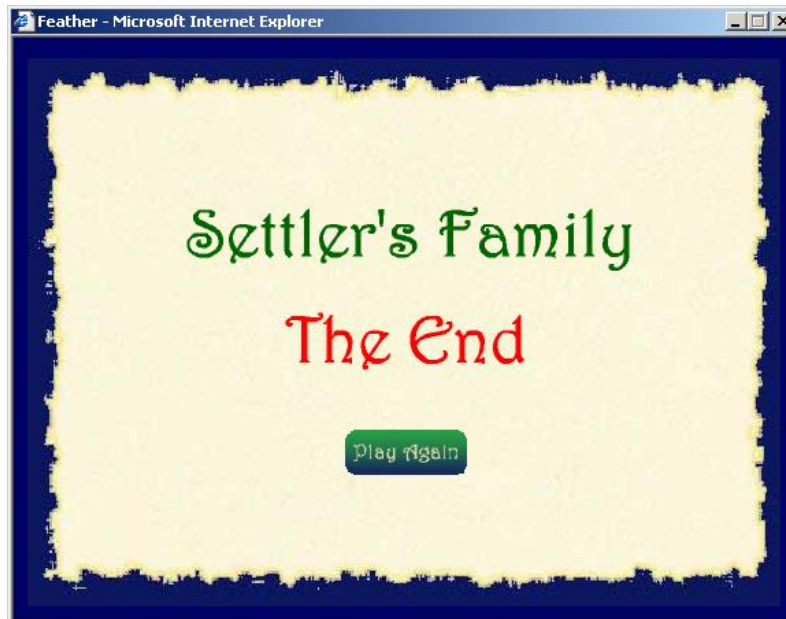 Feather - Microsoft Internet Explorer
Settler's Family
The End
Play Again